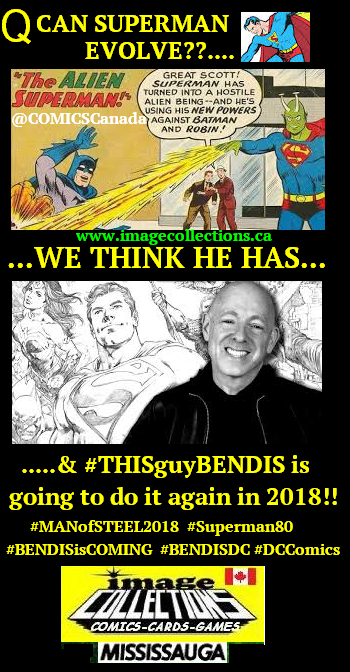 Q CAN SUPERMAN
EVOLVE??....
"The ALIEN
SUPERMAN!"
GREAT SCOTT!
SUPERMAN HAS
TURNED INTO A HOSTILE
ALIEN BEING--AND HE'S
USING HIS NEW POWERS
AGAINST BATMAN
AND ROBIN!
@COMICSCanada
www.imagecollections.ca
...WE THINK HE HAS...
.....& #THISguyBENDIS is
going to do it again in 2018!!
#MANofSTEEL2018 #Superman80
#BENDISisCOMING #BENDISDC #DCComics
image
COLLECTIONS
COMICS-CARDS-GAMES
MISSISSAUGA